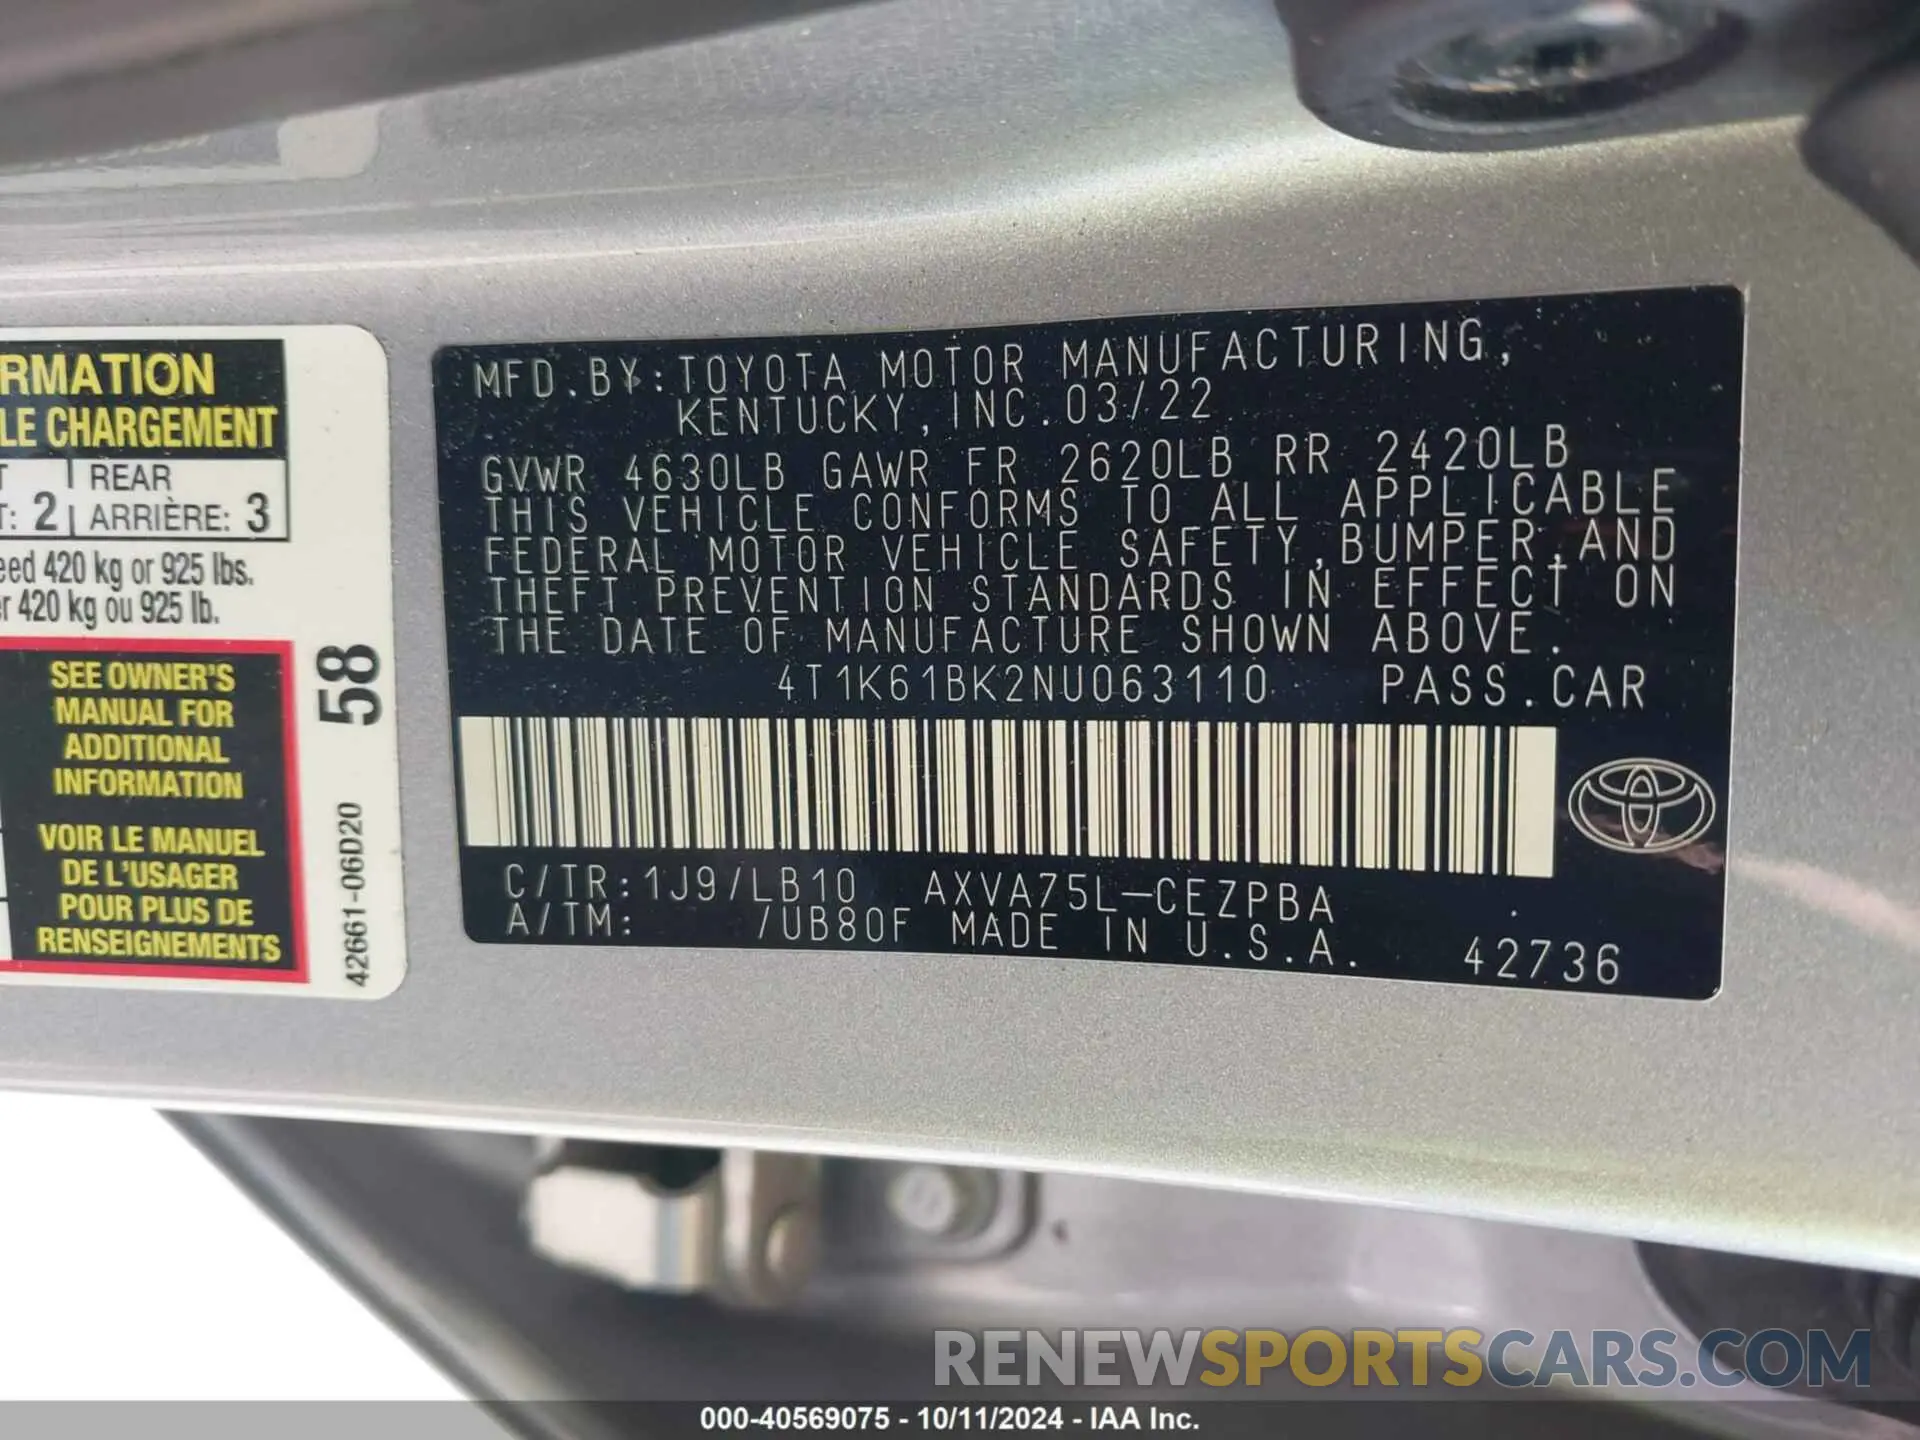 RMATION
LE CHARGEMENT
REAR
T: 2 ARRIÈRE: 3
eed 420 kg or 925 lbs.
er 420 kg ou 925 lb.
SEE OWNER'S
MANUAL FOR
ADDITIONAL
INFORMATION
VOIR LE MANUEL
DE L'USAGER
POUR PLUS DE
RENSEIGNEMENTS
58
42661-06D20
MFD.BY:TOYOTA MOTOR MANUFACTURING,
KENTUCKY,INC.03/22
GVWR 4630LB GAWR FR 2620LB RR 2420LB
THIS VEHICLE CONFORMS TO ALL APPLICABLE
FEDERAL MOTOR VEHICLE SAFETY,BUMPER,AND
THEFT PREVENTION STANDARDS IN EFFECT ON
THE DATE OF MANUFACTURE SHOWN ABOVE.
4T1K61BK2NU063110 PASS.CAR
C/TR:1J9/LB10 AXVA75L-CEZPBA
A/TM: /UB80F MADE IN U.S.A. 42736
RENEWSPORTSCARS.COM
000-40569075 - 10/11/2024 - IAA Inc.